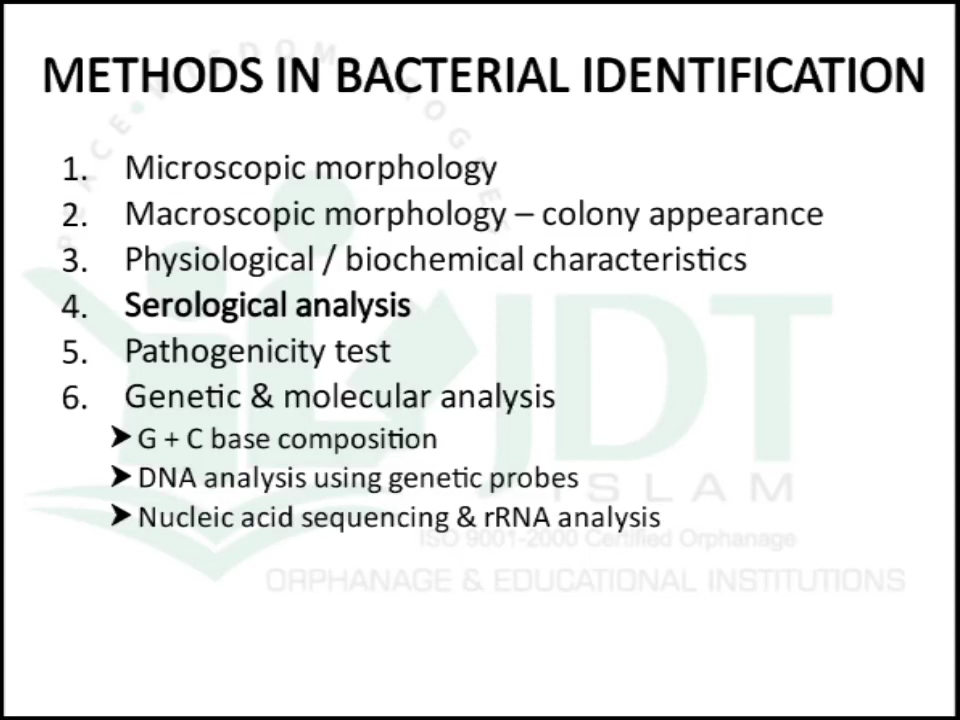 METHODS IN BACTERIAL IDENTIFICATION
1. Microscopic morphology
2. Macroscopic morphology – colony appearance
3. Physiological / biochemical characteristics
4. Serological analysis
5. Pathogenicity test
6. Genetic & molecular analysis
➤ G + C base composition
➤ DNA analysis using genetic probes
➤ Nucleic acid sequencing & rRNA analysis
JDT
ISLAM
ISO 9001-2000 Certified Orphanage
ORPHANAGE & EDUCATIONAL INSTITUTIONS